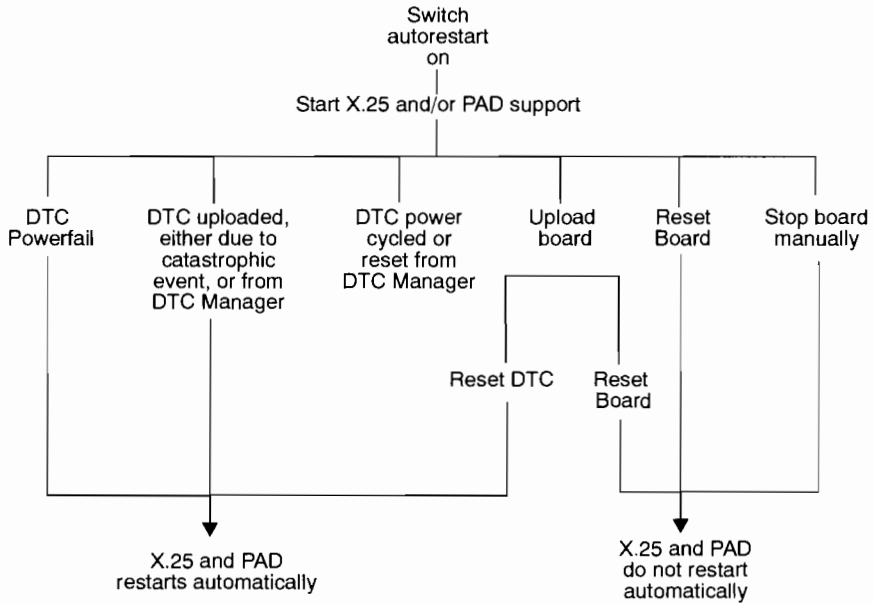 Switch
autorestart
on
Start X.25 and/or PAD support
DTC
Powerfail
DTC uploaded,
either due to
catastrophic
event, or from
DTC Manager
DTC power
cycled or
reset from
DTC Manager
Upload
board
Reset
Board
Stop board
manually
Reset DTC
Reset
Board
X.25 and PAD
restarts automatically
X.25 and PAD
do not restart
automatically